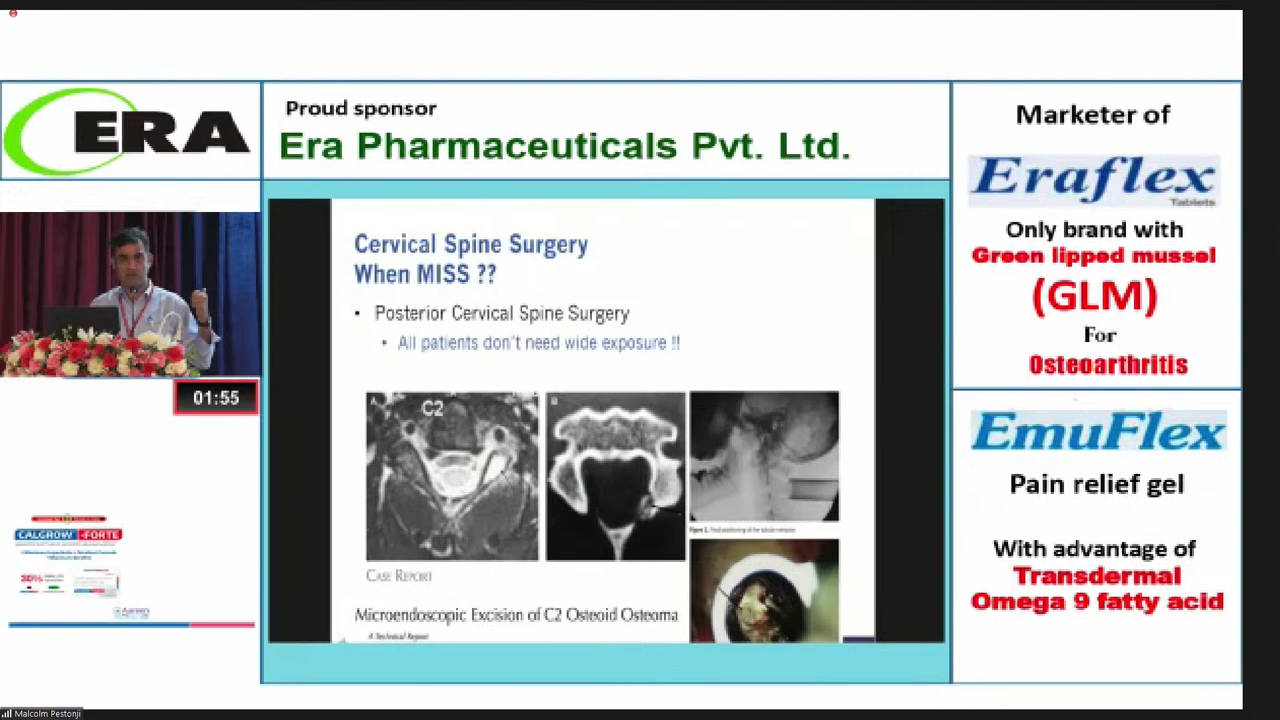 ERA
Proud sponsor
Era Pharmaceuticals Pvt. Ltd.
01:55
CALGROW -FORTE
30%
Cervical Spine Surgery
When MISS ??
• Posterior Cervical Spine Surgery
• All patients don't need wide exposure !!
A
C2
B
CASE REPORT
Microendoscopic Excision of C2 Osteoid Osteoma
A Technical Report
Marketer of
Eraflex
Tablets
Only brand with
Green lipped mussel
(GLM)
For
Osteoarthritis
EmuFlex
Pain relief gel
With advantage of
Transdermal
Omega 9 fatty acid
Malcolm Pestonji